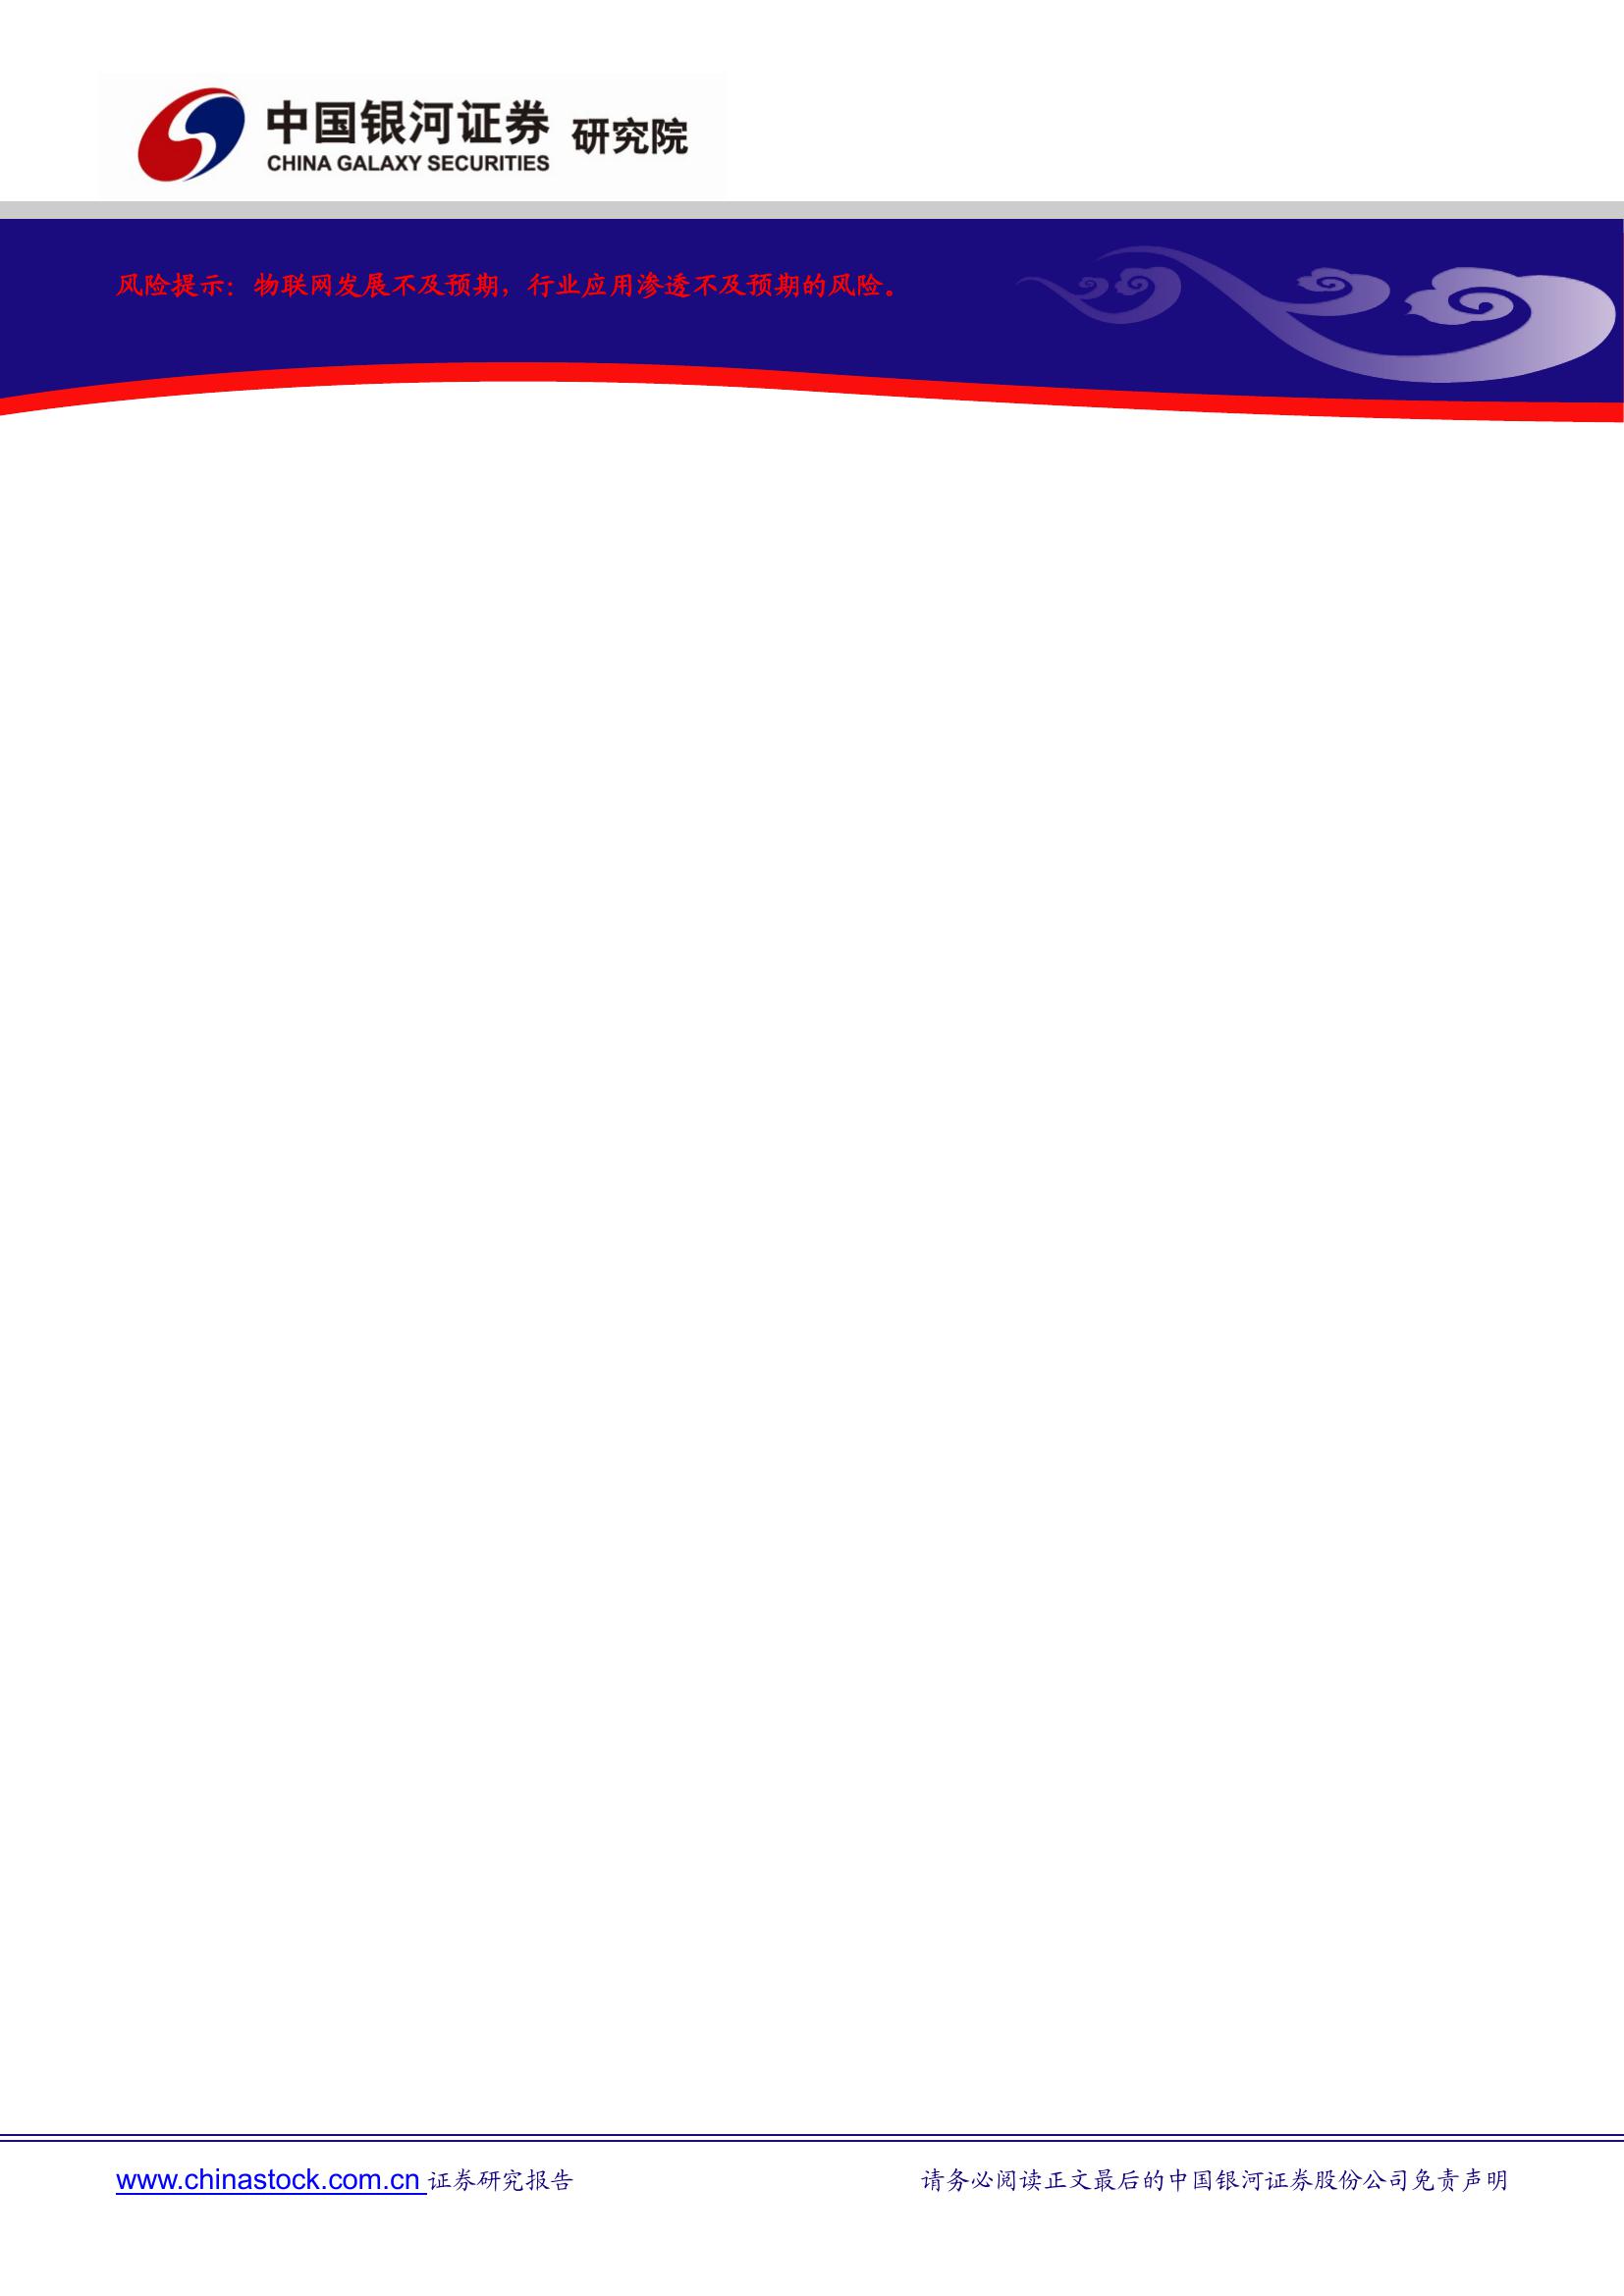 中国银河证券 研究院
CHINA GALAXY SECURITIES
风险提示：物联网发展不及预期，行业应用渗透不及预期的风险。
www.chinastock.com.cn 证券研究报告 请务必阅读正文最后的中国银河证券股份公司免责声明